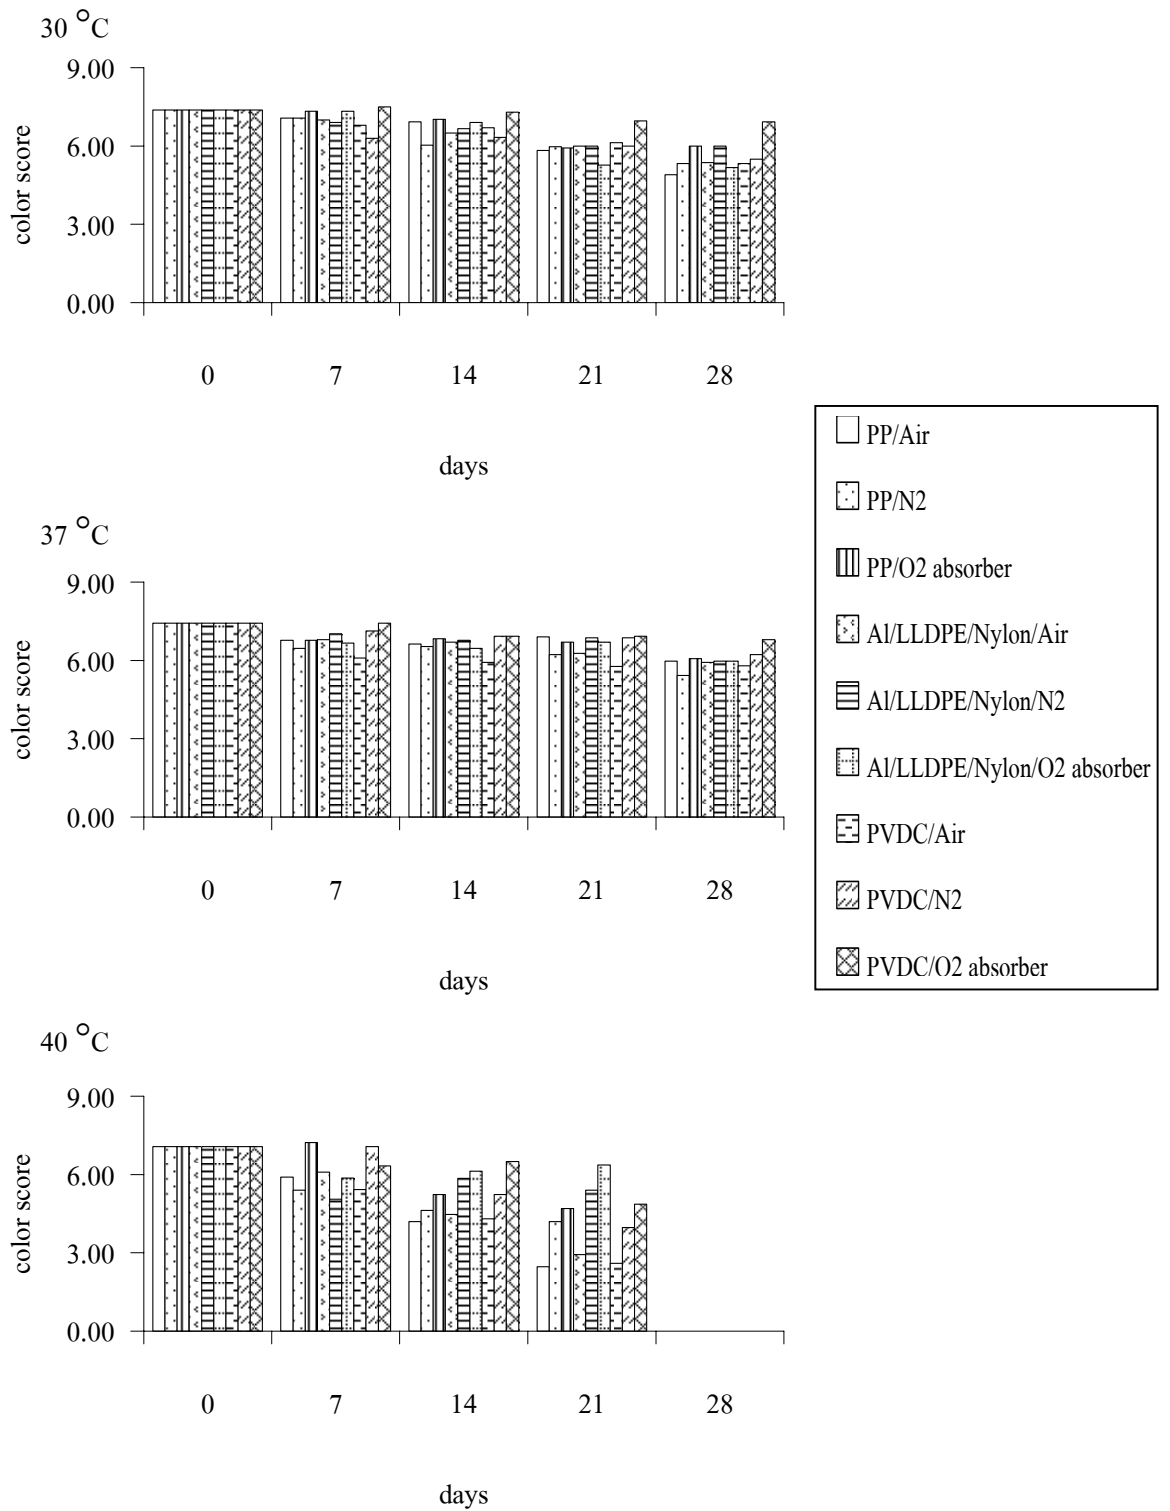 30 °C
9.00
6.00
3.00
0.00
color score
0 7 14 21 28
days
37 °C
9.00
6.00
3.00
0.00
color score
0 7 14 21 28
days
40 °C
9.00
6.00
3.00
0.00
color score
0 7 14 21 28
days
PP/Air
PP/N2
PP/O2 absorber
Al/LLDPE/Nylon/Air
Al/LLDPE/Nylon/N2
Al/LLDPE/Nylon/O2 absorber
PVDC/Air
PVDC/N2
PVDC/O2 absorber